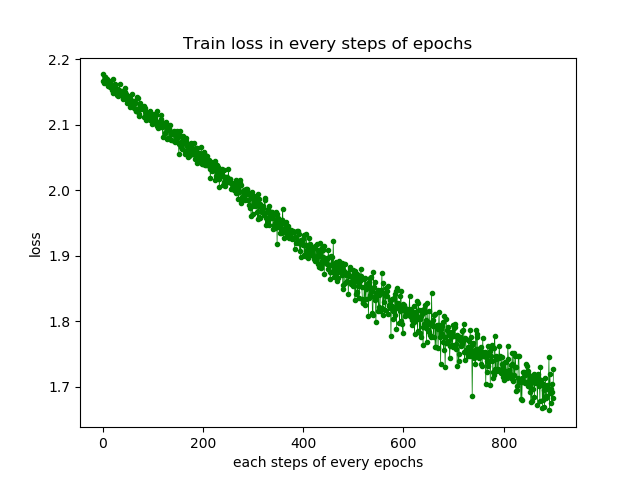 Train loss in every steps of epochs
2.2
2.1
2.0
1.9
1.8
1.7
loss
0 200 400 600 800
each steps of every epochs